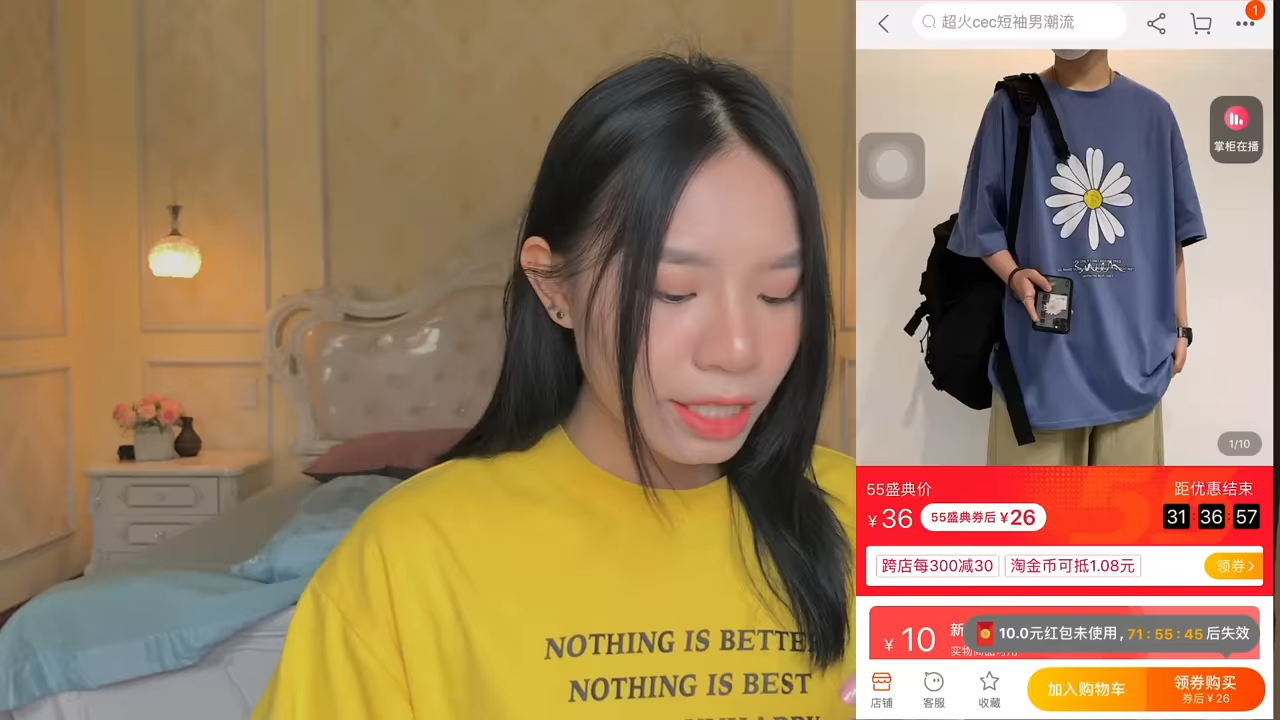 NOTHING IS BETTE
NOTHING IS BEST
超火cec短袖男潮流
1
掌柜在播
1/10
55盛典价
距优惠结束
¥36
55盛典券后¥26
31:36:57
跨店每300减30
淘金币可抵1.08元
领券>
¥10
新
10.0元红包未使用,71:55:45后失效
店铺
客服
收藏
加入购物车
领券购买
券后¥26